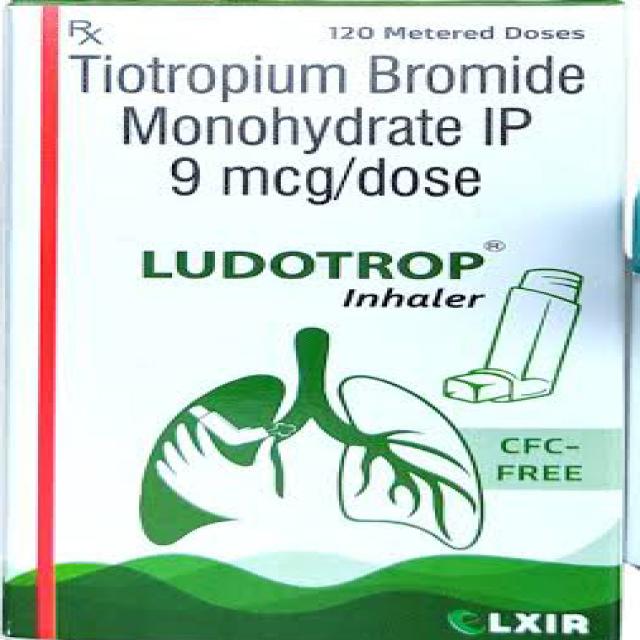 Rx
120 Metered Doses
Tiotropium Bromide
Monohydrate IP
9 mcg/dose
LUDOTROP®
Inhaler
CFC-
FREE
ELXIR